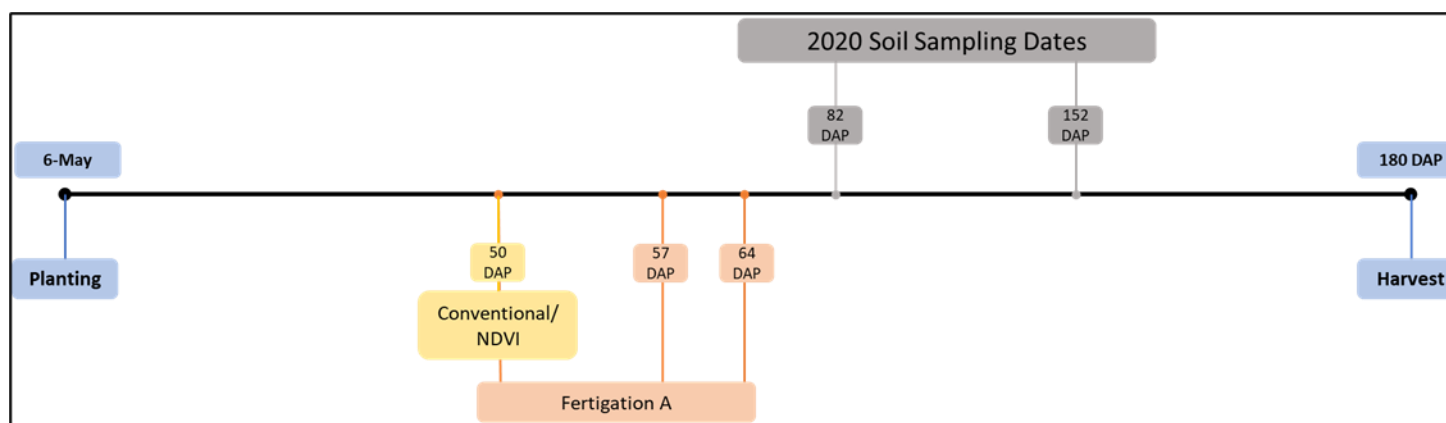 2020 Soil Sampling Dates
82
DAP
152
DAP
6-May
180 DAP
50
DAP
57
DAP
64
DAP
Planting
Harvest
Conventional/
NDVI
Fertigation A